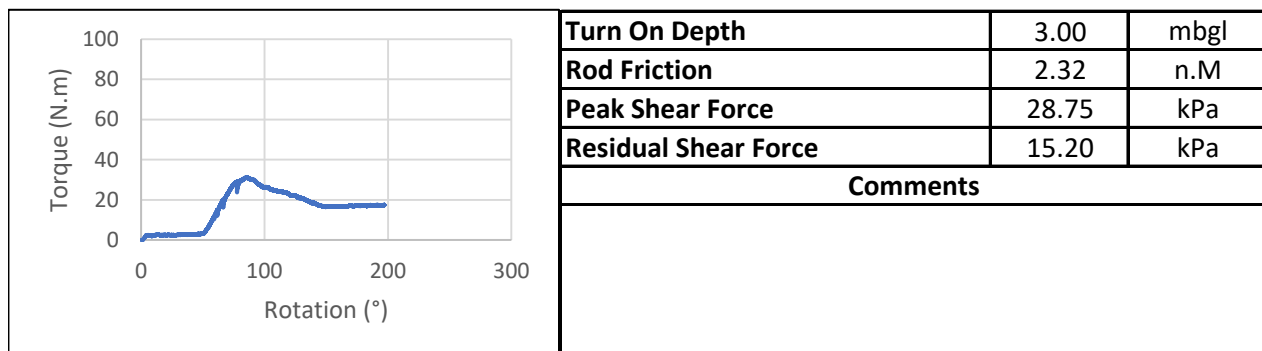 100
80
60
40
20
0
Torque (N.m)
0 100 200 300
Rotation (°)
Turn On Depth 3.00 mbgl
Rod Friction 2.32 n.M
Peak Shear Force 28.75 kPa
Residual Shear Force 15.20 kPa
Comments